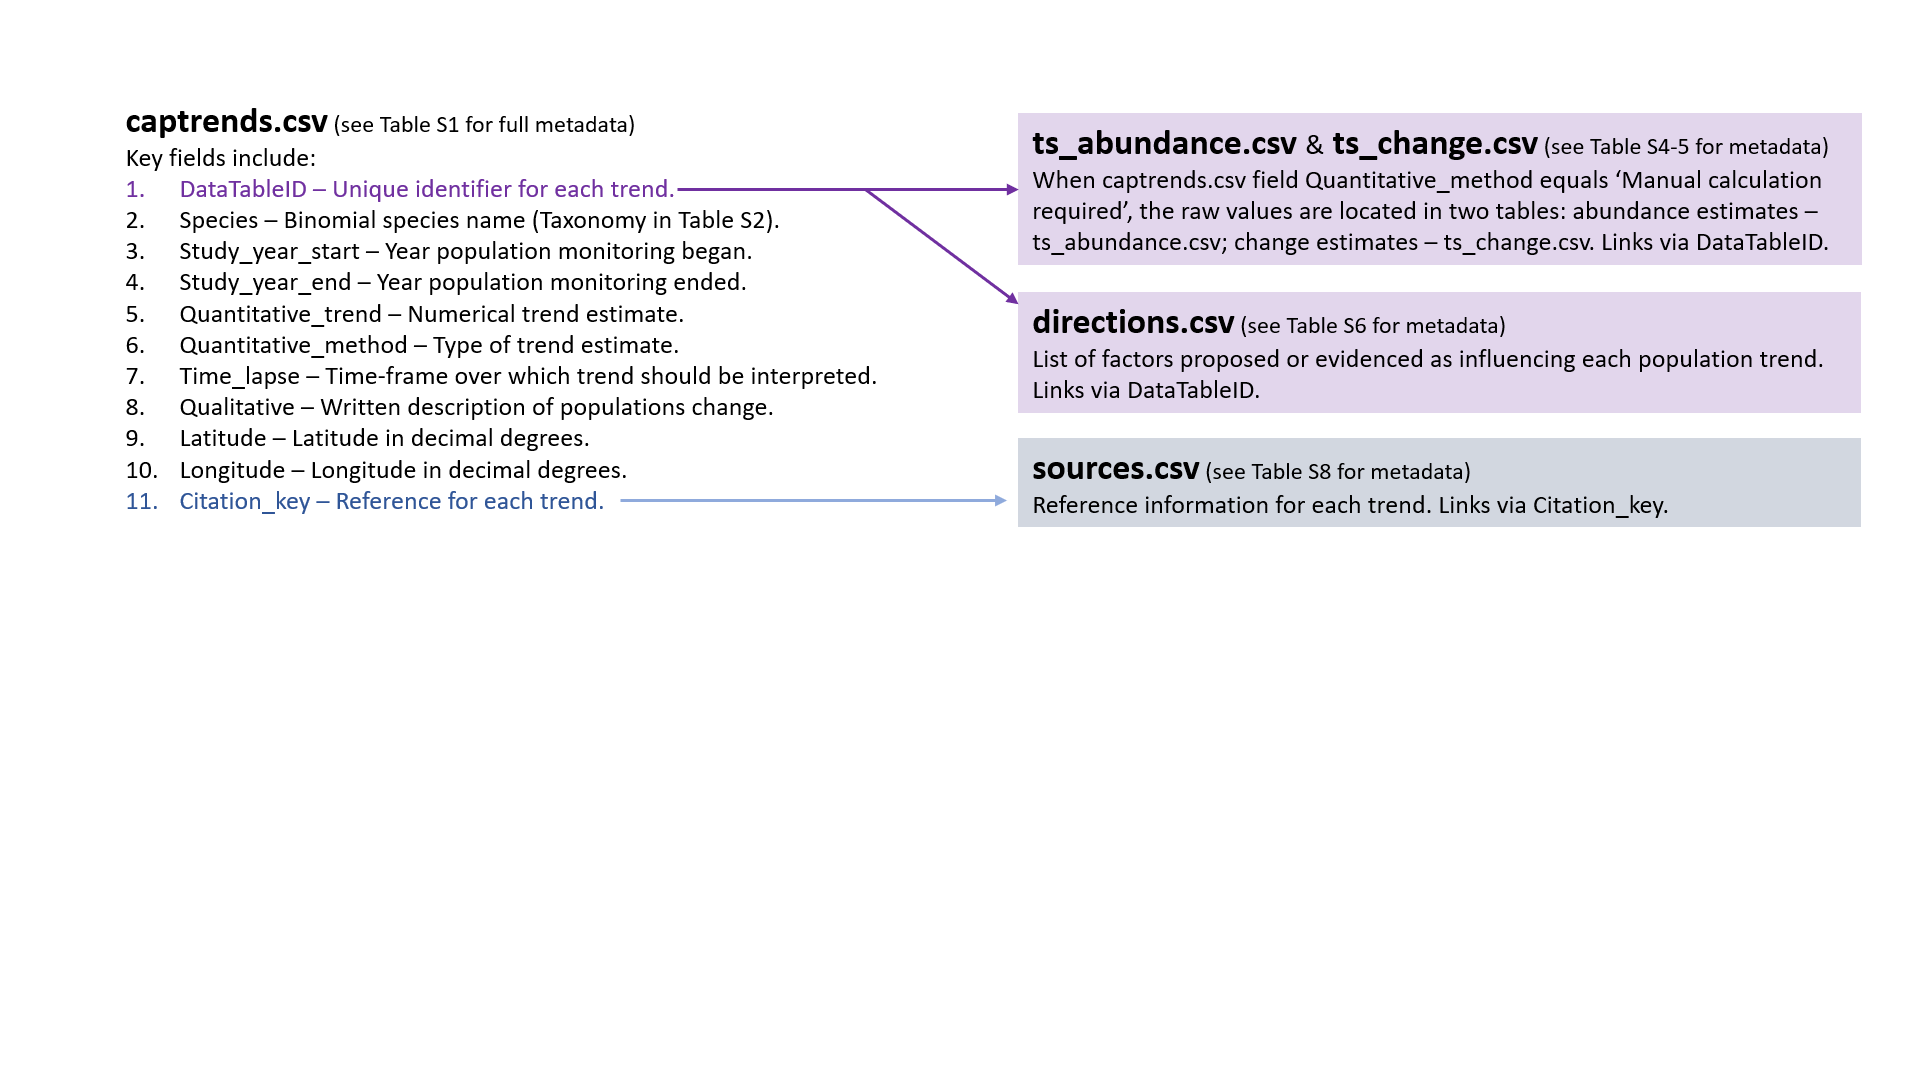 captrends.csv (see Table S1 for full metadata)
Key fields include:
1. DataTableID – Unique identifier for each trend.
2. Species – Binomial species name (Taxonomy in Table S2).
3. Study_year_start – Year population monitoring began.
4. Study_year_end – Year population monitoring ended.
5. Quantitative_trend – Numerical trend estimate.
6. Quantitative_method – Type of trend estimate.
7. Time_lapse – Time-frame over which trend should be interpreted.
8. Qualitative – Written description of populations change.
9. Latitude – Latitude in decimal degrees.
10. Longitude – Longitude in decimal degrees.
11. Citation_key – Reference for each trend.
ts_abundance.csv & ts_change.csv (see Table S4-5 for metadata)
When captrends.csv field Quantitative_method equals ‘Manual calculation
required’, the raw values are located in two tables: abundance estimates –
ts_abundance.csv; change estimates – ts_change.csv. Links via DataTableID.
directions.csv (see Table S6 for metadata)
List of factors proposed or evidenced as influencing each population trend.
Links via DataTableID.
sources.csv (see Table S8 for metadata)
Reference information for each trend. Links via Citation_key.